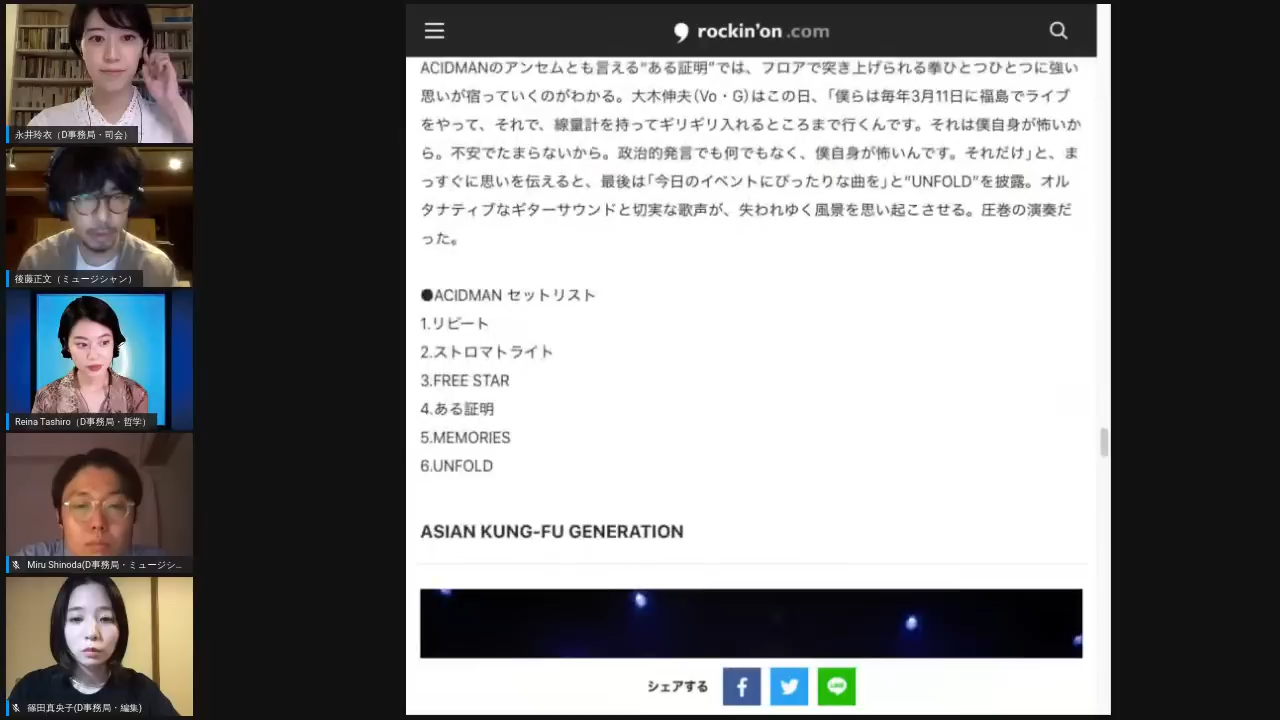 永井玲衣（D事務局・司会）
後藤正文（ミュージシャン）
Reina Tashiro（D事務局・哲学）
Miru Shinoda(D事務局・ミュージシ...
篠田真央子(D事務局・編集)
rockin'on.com
ACIDMANのアンセムとも言える“ある証明”では、フロアで突き上げられる拳ひとつひとつに強い
思いが宿っていくのがわかる。大木伸夫（Vo・G）はこの日、「僕らは毎年3月11日に福島でライブ
をやって、それで、線量計を持ってギリギリ入れるところまで行くんです。それは僕自身が怖いか
ら。不安でたまらないから。政治的発言でも何でもなく、僕自身が怖いんです。それだけ」と、ま
っすぐに思いを伝えると、最後は「今日のイベントにぴったりな曲を」と“UNFOLD”を披露。オル
タナティブなギターサウンドと切実な歌声が、失われゆく風景を思い起こさせる。圧巻の演奏だ
った。
●ACIDMAN セットリスト
1.リピート
2.ストロマトライト
3.FREE STAR
4.ある証明
5.MEMORIES
6.UNFOLD
ASIAN KUNG-FU GENERATION
シェアする
LINE